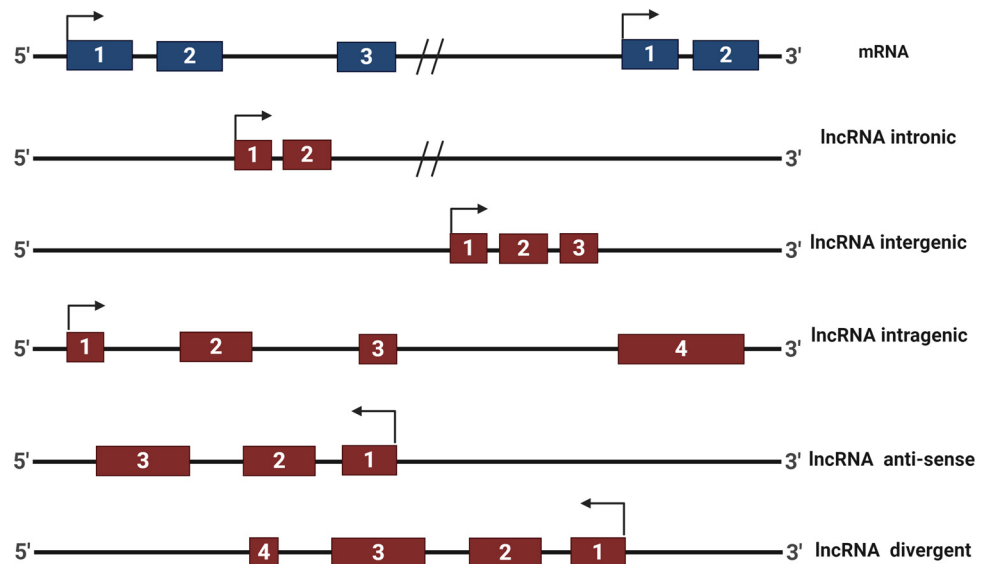 5' 1 2 3 1 2 3' mRNA
5' 1 2 3' lncRNA intronic
5' 1 2 3 3' lncRNA intergenic
5' 1 2 3 4 3' lncRNA intragenic
5' 3 2 1 3' lncRNA anti-sense
5' 4 3 2 1 3' lncRNA divergent